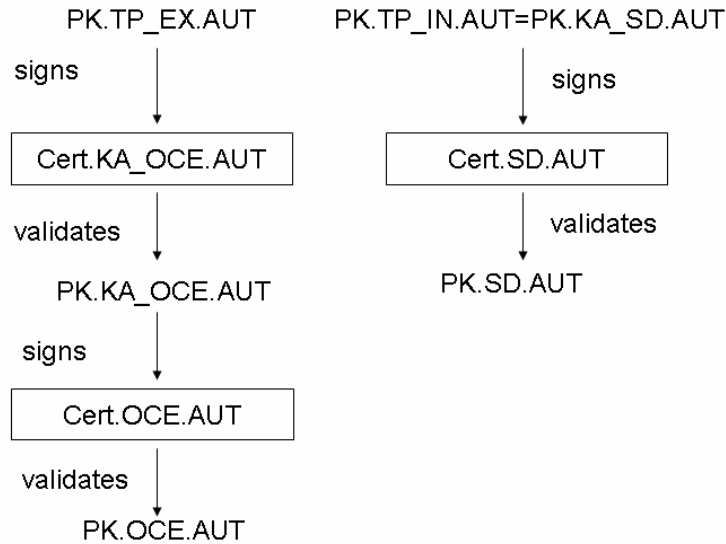 PK.TP_EX.AUT
signs
Cert.KA_OCE.AUT
validates
PK.KA_OCE.AUT
signs
Cert.OCE.AUT
validates
PK.OCE.AUT
PK.TP_IN.AUT=PK.KA_SD.AUT
signs
Cert.SD.AUT
validates
PK.SD.AUT